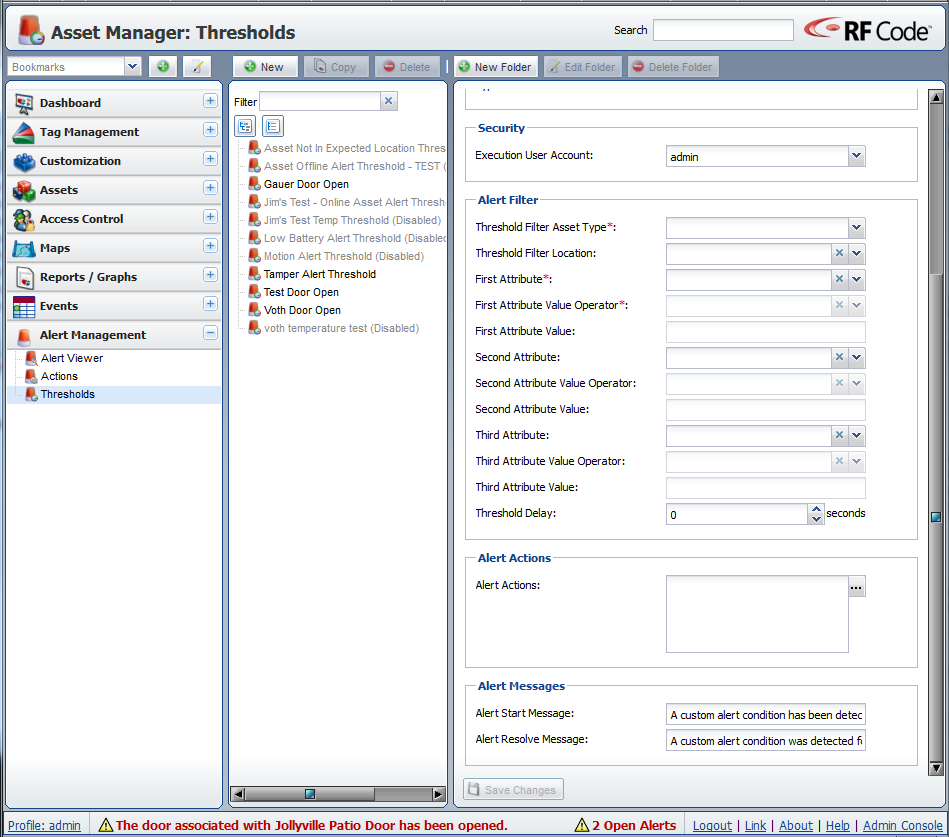 Asset Manager: Thresholds
Search
RF Code
Bookmarks
New
Copy
Delete
New Folder
Edit Folder
Delete Folder
Dashboard
Tag Management
Customization
Assets
Access Control
Maps
Reports / Graphs
Events
Alert Management
Alert Viewer
Actions
Thresholds
Filter
Asset Not In Expected Location Thres
Asset Offline Alert Threshold - TEST (
Gauer Door Open
Jim's Test - Online Asset Alert Thresh
Jim's Test Temp Threshold (Disabled)
Low Battery Alert Threshold (Disabled
Motion Alert Threshold (Disabled)
Tamper Alert Threshold
Test Door Open
Voth Door Open
voth temperature test (Disabled)
Security
Execution User Account:
admin
Alert Filter
Threshold Filter Asset Type*:
Threshold Filter Location:
First Attribute*:
First Attribute Value Operator*:
First Attribute Value:
Second Attribute:
Second Attribute Value Operator:
Second Attribute Value:
Third Attribute:
Third Attribute Value Operator:
Third Attribute Value:
Threshold Delay:
0
seconds
Alert Actions
Alert Actions:
...
Alert Messages
Alert Start Message:
A custom alert condition has been detec
Alert Resolve Message:
A custom alert condition was detected fo
Save Changes
Profile: admin
The door associated with Jollyville Patio Door has been opened.
2 Open Alerts
Logout | Link | About | Help | Admin Console